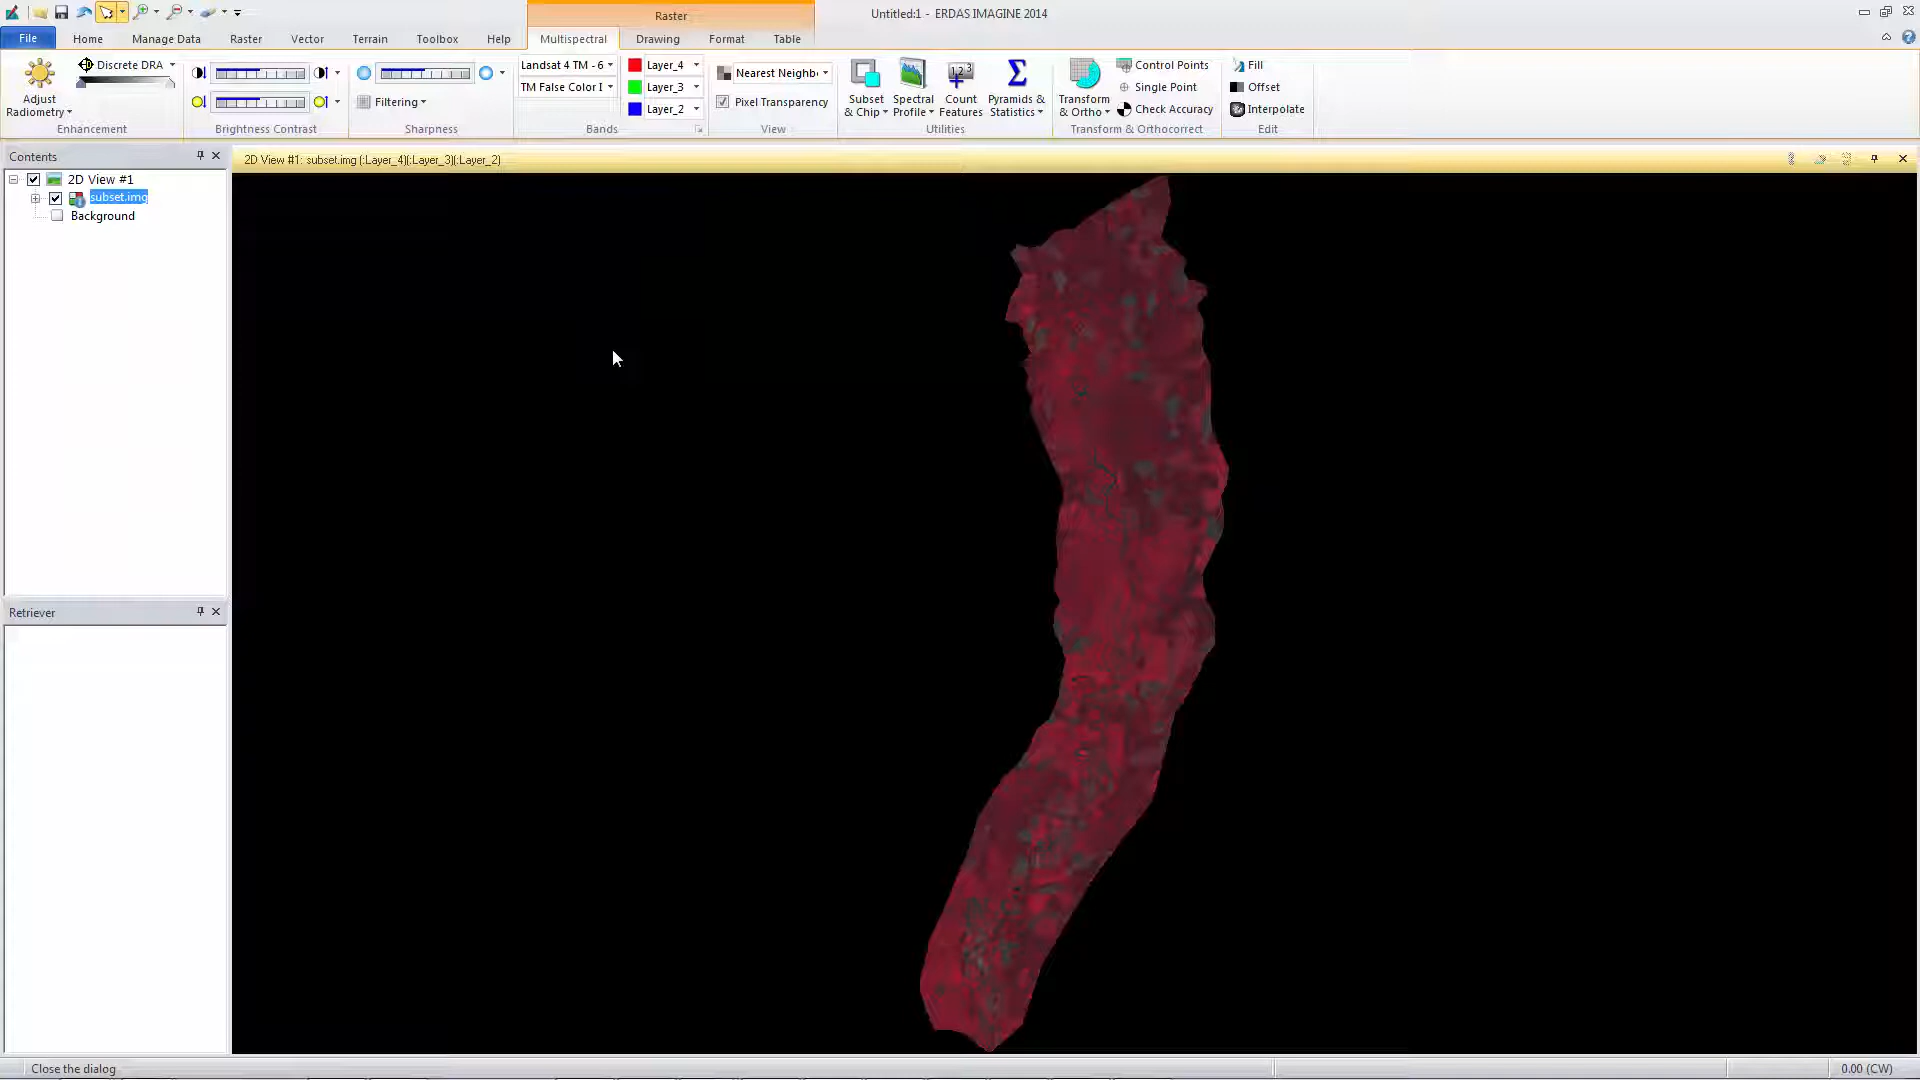 Raster
Untitled:1 - ERDAS IMAGINE 2014
File
Home
Manage Data
Raster
Vector
Terrain
Toolbox
Help
Multispectral
Drawing
Format
Table
Discrete DRA
Adjust
Radiometry
Enhancement
Brightness Contrast
Filtering
Sharpness
Landsat 4 TM - 6
TM False Color I
Layer_4
Layer_3
Layer_2
Bands
Nearest Neighb
Pixel Transparency
View
Subset
& Chip
Spectral
Profile
1 2 3
Count
Features
Σ
Pyramids &
Statistics
Utilities
Transform
& Ortho
Control Points
Single Point
Check Accuracy
Transform & Orthocorrect
Fill
Offset
Interpolate
Edit
Contents
2D View #1
subset.img
Background
2D View #1: subset.img (:Layer_4)(:Layer_3)(:Layer_2)
Retriever
Close the dialog
0.00 (CW)